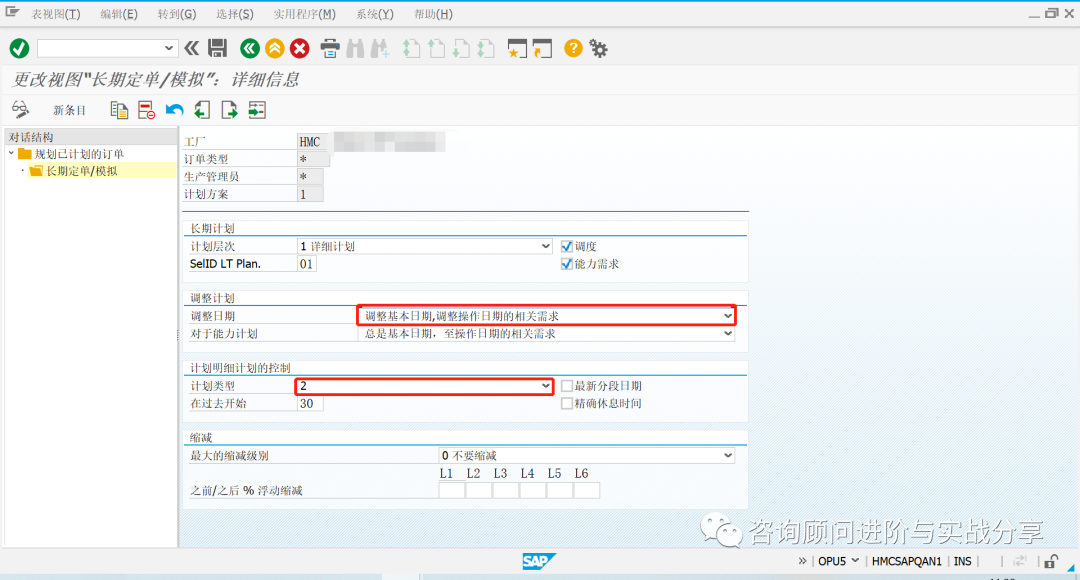 表视图(T) 编辑(E) 转到(G) 选择(S) 实用程序(M) 系统(Y) 帮助(H)
更改视图"长期定单/模拟": 详细信息
新条目
对话结构
规划已计划的订单
长期定单/模拟
工厂 HMC
订单类型 *
生产管理员 *
计划方案 1
长期计划
计划层次 1 详细计划 调度
SelID LT Plan. 01 能力需求
调整计划
调整日期 调整基本日期,调整操作日期的相关需求
对于能力计划 总是基本日期，至操作日期的相关需求
计划明细计划的控制
计划类型 2 最新分段日期
在过去开始 30 精确休息时间
缩减
最大的缩减级别 0 不要缩减
L1 L2 L3 L4 L5 L6
之前/之后 % 浮动缩减
咨询顾问进阶与实战分享
SAP OPU5 HMCSAPQAN1 INS